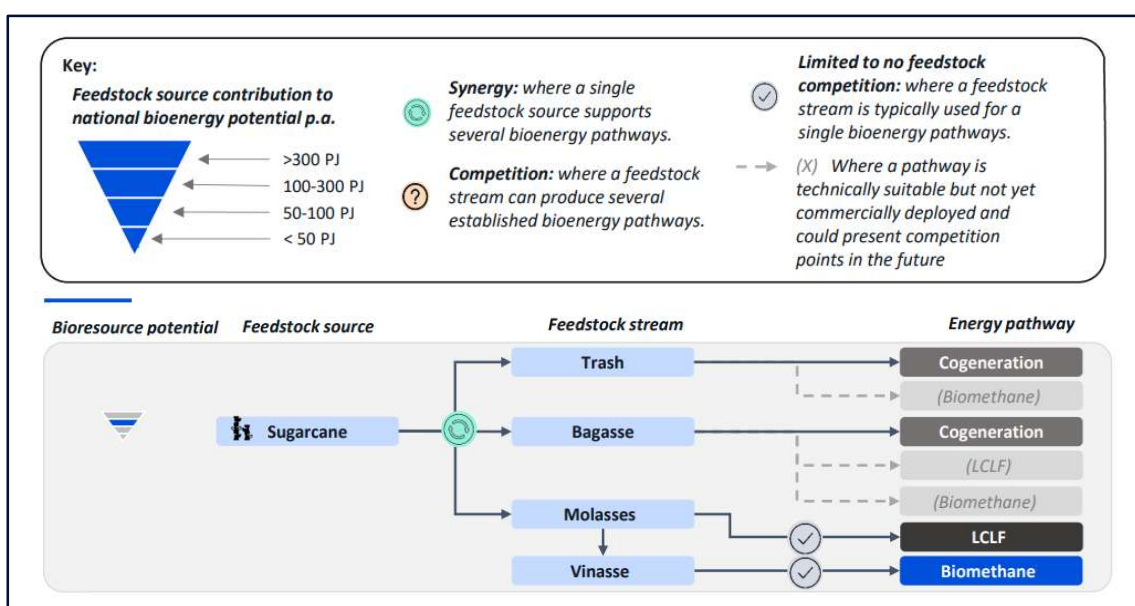 Key:
Feedstock source contribution to
national bioenergy potential p.a.
>300 PJ
100-300 PJ
50-100 PJ
< 50 PJ
Synergy: where a single
feedstock source supports
several bioenergy pathways.
?
Competition: where a feedstock
stream can produce several
established bioenergy pathways.
Limited to no feedstock
competition: where a feedstock
stream is typically used for a
single bioenergy pathways.
(X) Where a pathway is
technically suitable but not yet
commercially deployed and
could present competition
points in the future
Bioresource potential
Feedstock source
Feedstock stream
Energy pathway
Sugarcane
Trash
Cogeneration
(Biomethane)
Bagasse
Cogeneration
(LCLF)
(Biomethane)
Molasses
LCLF
Vinasse
Biomethane